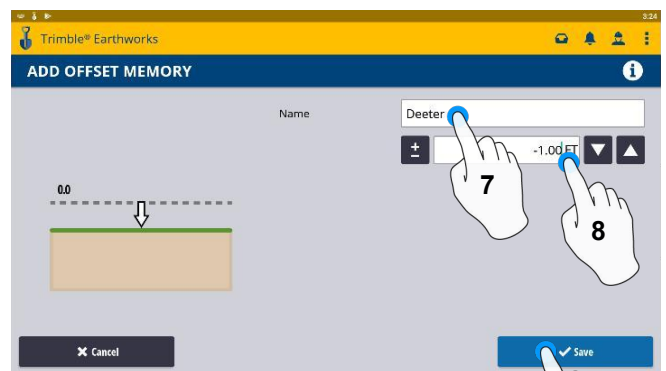 3:24
Trimble® Earthworks
ADD OFFSET MEMORY
Name
Deeter
-1.00 FT
0.0
7
8
Cancel
Save